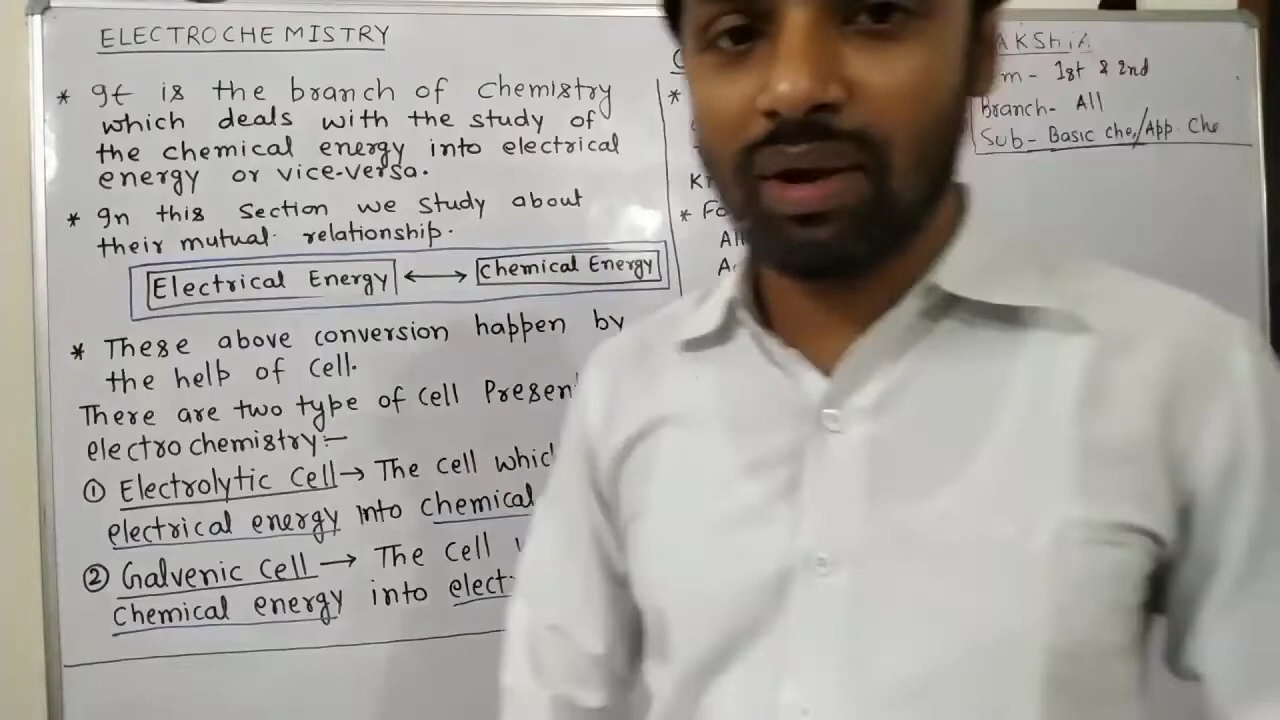 ELECTROCHEMISTRY
* It is the branch of chemistry
which deals with the study of
the chemical energy into electrical
energy or vice-versa.
* In this section we study about
their mutual relationship.
Electrical Energy ↔ Chemical Energy
* These above conversion happen by
the help of cell.
There are two type of cell Presen
electrochemistry:-
① Electrolytic Cell → The cell whic
electrical energy into chemical
② Galvenic cell → The cell
Chemical energy into elect
*
* Fo
All
AKSHIA
m - 1st & 2nd
Branch- All
Sub- Basic che/App. Che